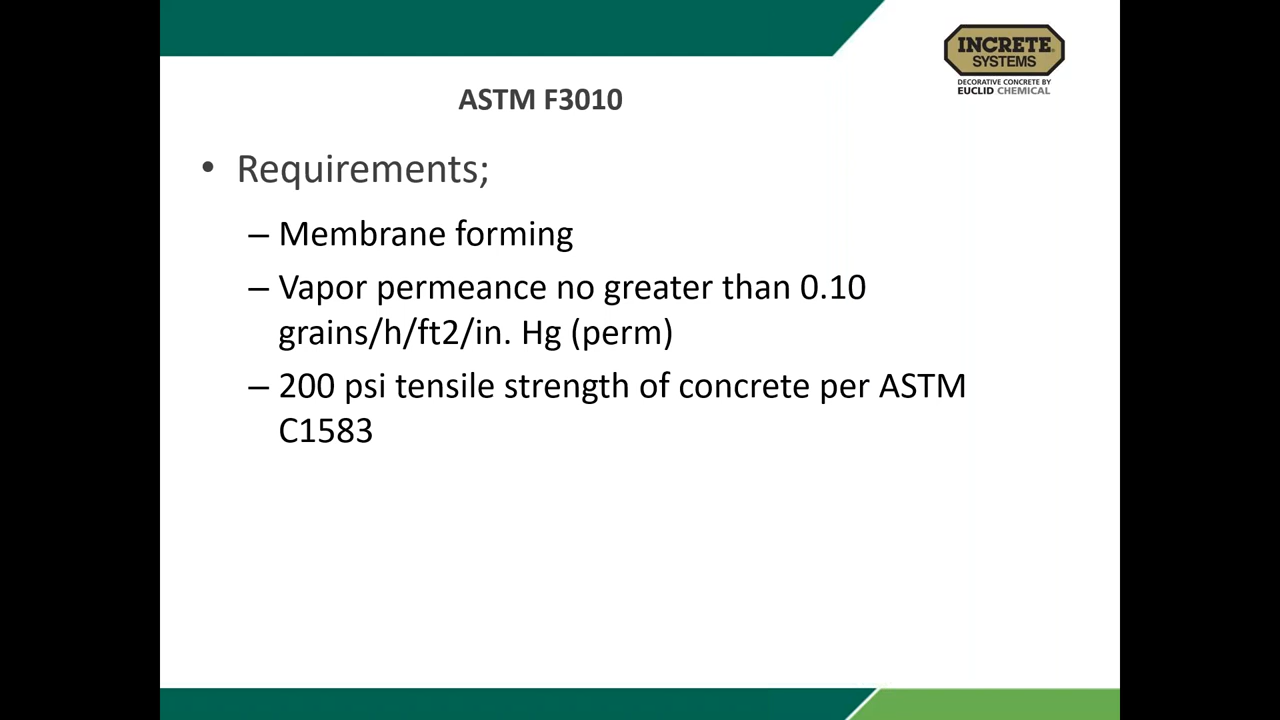 INCRETE
SYSTEMS
DECORATIVE CONCRETE BY
EUCLID CHEMICAL
ASTM F3010
• Requirements;
– Membrane forming
– Vapor permeance no greater than 0.10
grains/h/ft2/in. Hg (perm)
– 200 psi tensile strength of concrete per ASTM
C1583